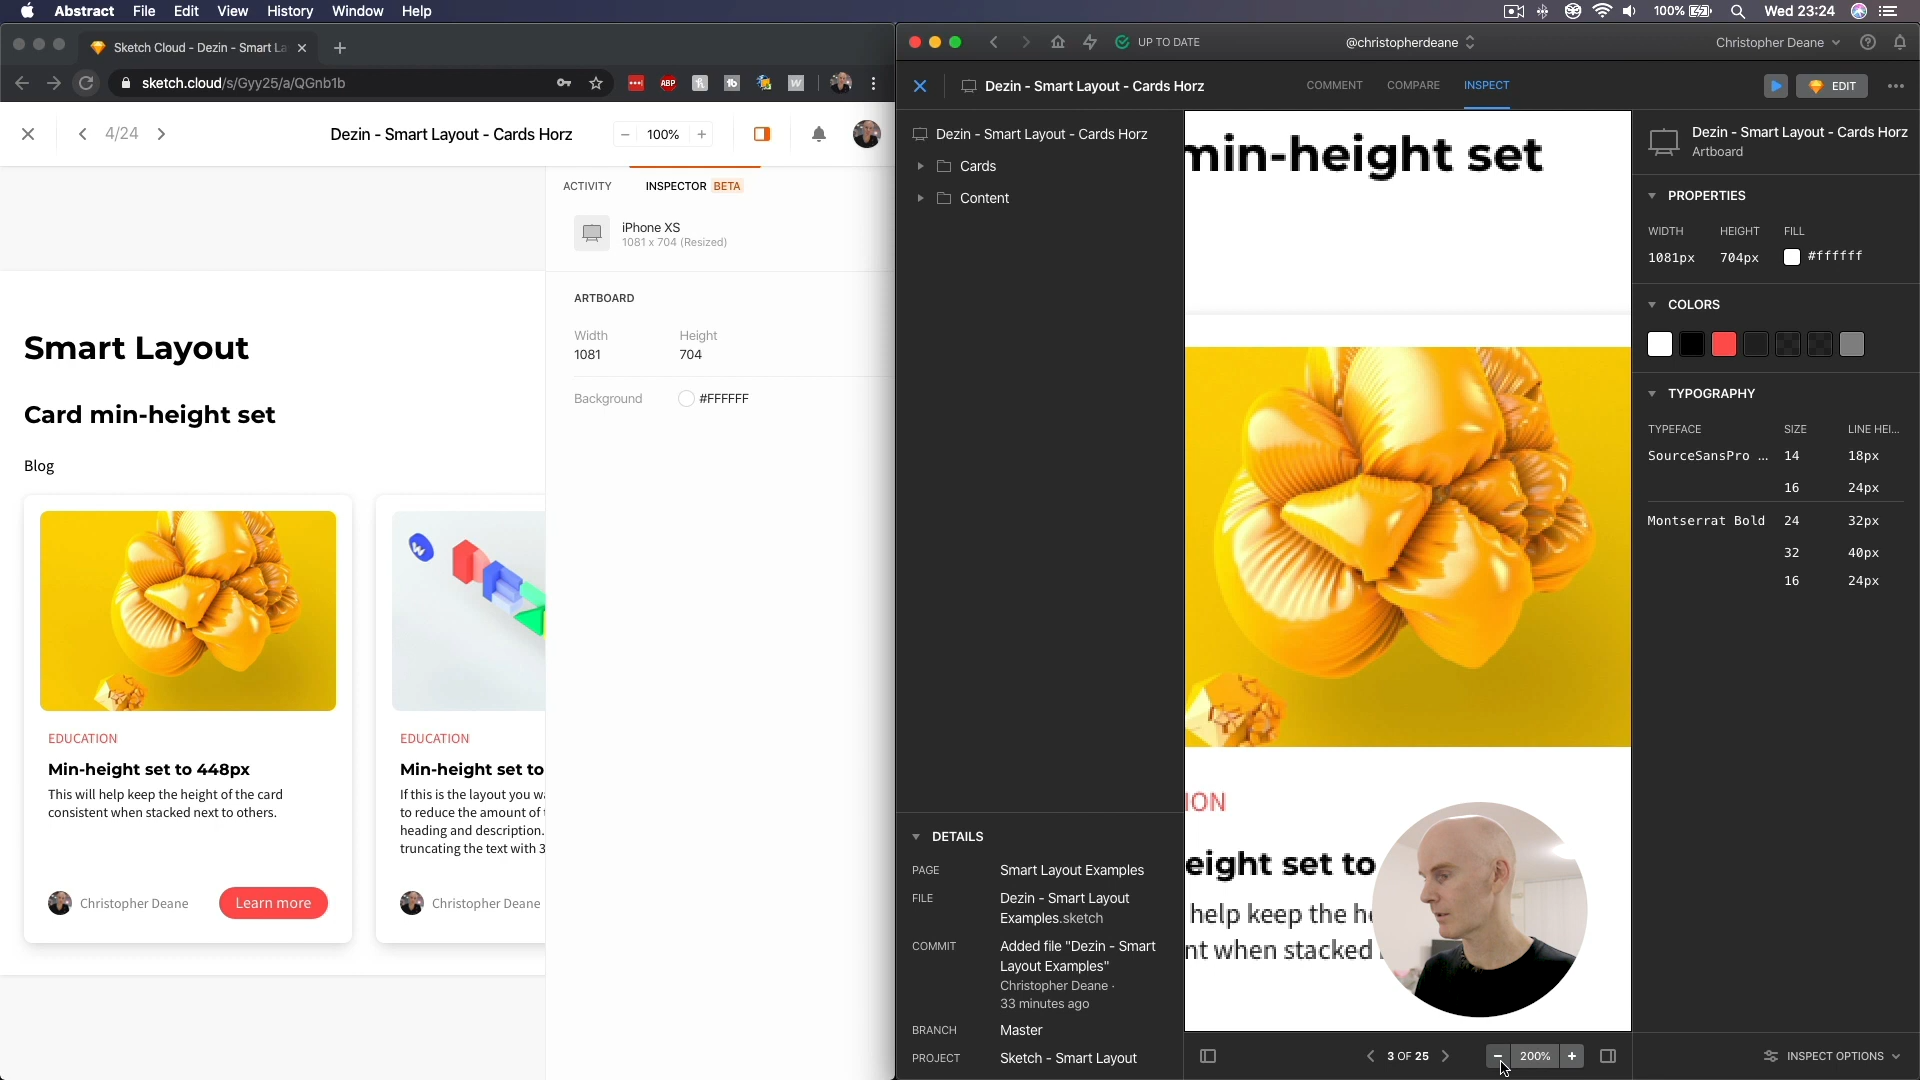 Abstract File Edit View History Window Help
100% Wed 23:24
Sketch Cloud - Dezin - Smart La
sketch.cloud/s/Gyy25/a/QGnb1b
ABP
4/24
Dezin - Smart Layout - Cards Horz
100%
ACTIVITY
INSPECTOR BETA
iPhone XS
1081 x 704 (Resized)
ARTBOARD
Width Height
1081 704
Background #FFFFFF
Smart Layout
Card min-height set
Blog
EDUCATION
Min-height set to 448px
This will help keep the height of the card
consistent when stacked next to others.
Christopher Deane
Learn more
EDUCATION
Min-height set to
If this is the layout you wa
to reduce the amount of
heading and description.
truncating the text with 3
Christopher Deane
UP TO DATE
@christopherdeane
Christopher Deane
Dezin - Smart Layout - Cards Horz
COMMENT COMPARE INSPECT
EDIT
Dezin - Smart Layout - Cards Horz
Cards
Content
DETAILS
PAGE Smart Layout Examples
FILE Dezin - Smart Layout
Examples.sketch
COMMIT Added file "Dezin - Smart
Layout Examples"
Christopher Deane ·
33 minutes ago
BRANCH Master
PROJECT Sketch - Smart Layout
min-height set
ION
eight set to
help keep the he
nt when stacked
3 OF 25
200%
Dezin - Smart Layout - Cards Horz
Artboard
PROPERTIES
WIDTH HEIGHT FILL
1081px 704px #ffffff
COLORS
TYPOGRAPHY
TYPEFACE SIZE LINE HEI...
SourceSansPro ... 14 18px
16 24px
Montserrat Bold 24 32px
32 40px
16 24px
INSPECT OPTIONS